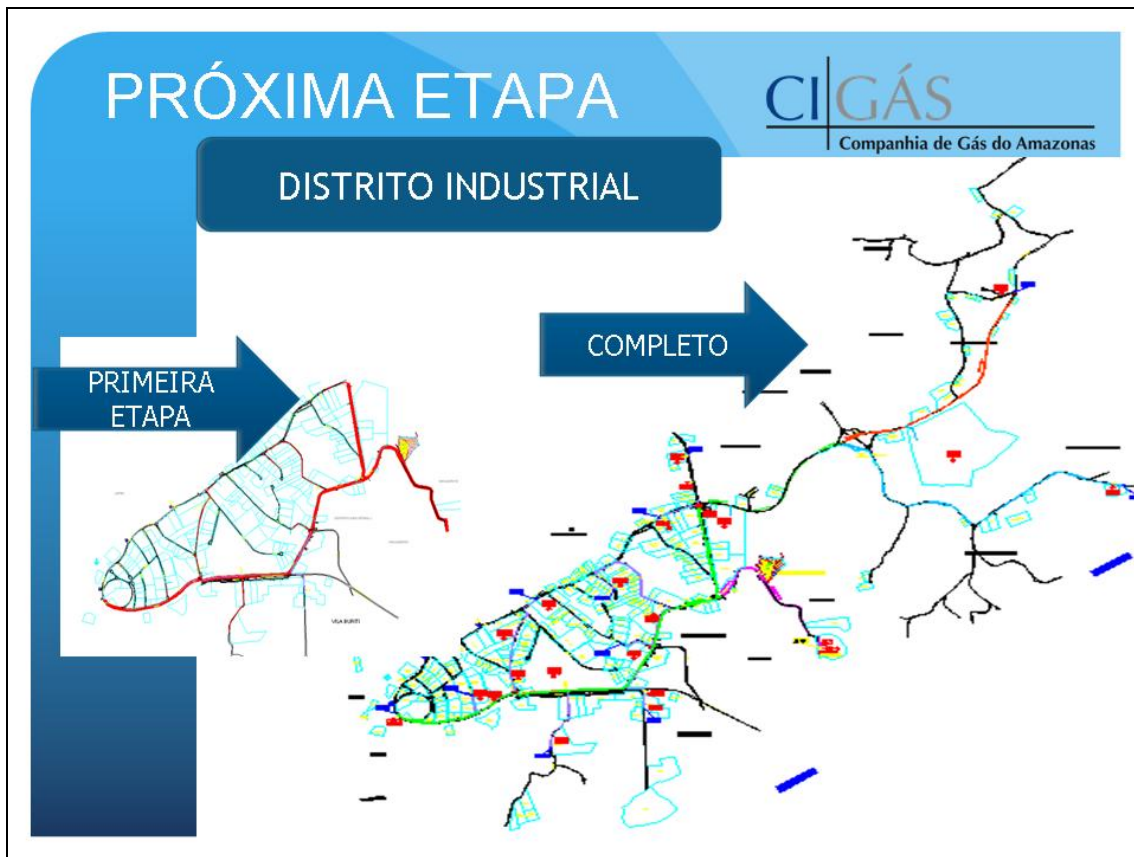 PRÓXIMA ETAPA
CIGÁS
Companhia de Gás do Amazonas
DISTRITO INDUSTRIAL
COMPLETO
PRIMEIRA
ETAPA
VILA BURITI